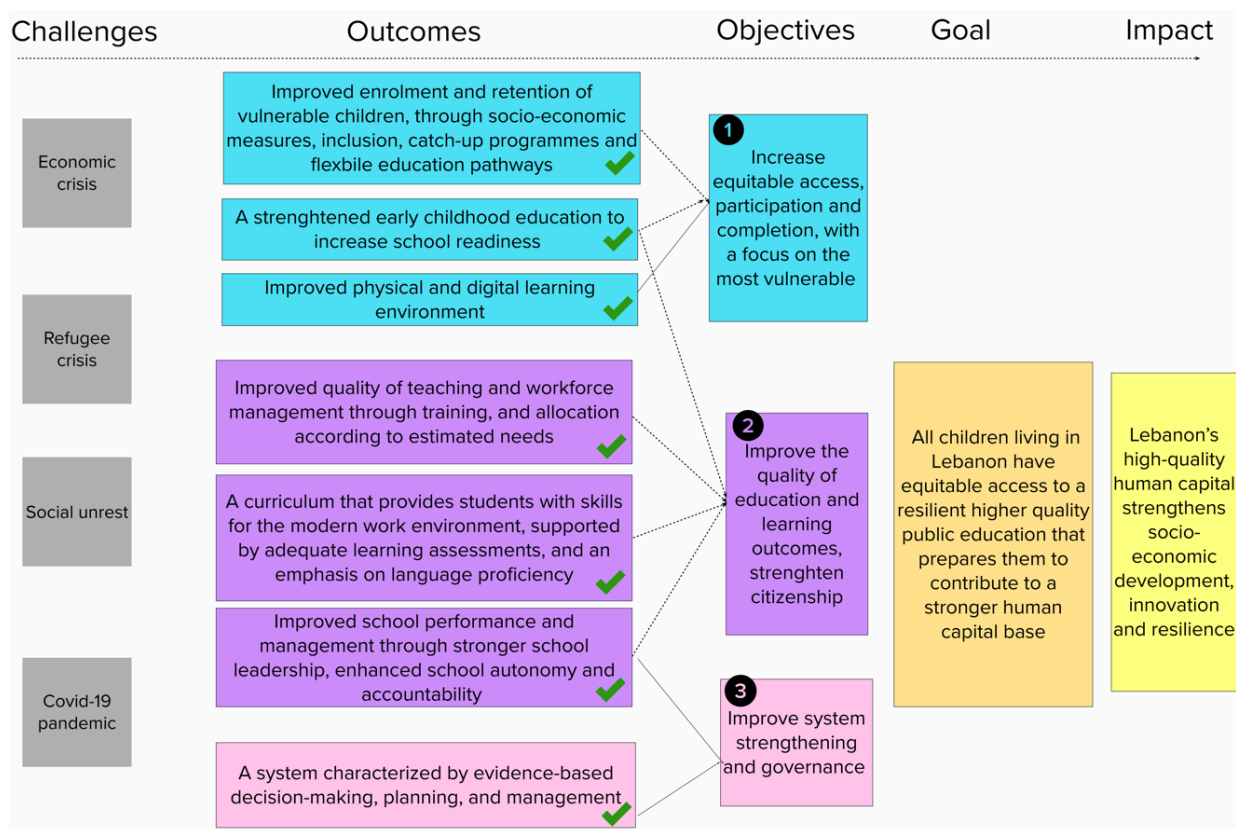 Challenges
Outcomes
Objectives
Goal
Impact
Economic
crisis
Refugee
crisis
Social unrest
Covid-19
pandemic
Improved enrolment and retention of
vulnerable children, through socio-economic
measures, inclusion, catch-up programmes and
flexbile education pathways
A strenghtened early childhood education to
increase school readiness
Improved physical and digital learning
environment
Improved quality of teaching and workforce
management through training, and allocation
according to estimated needs
A curriculum that provides students with skills
for the modern work environment, supported
by adequate learning assessments, and an
emphasis on language proficiency
Improved school performance and
management through stronger school
leadership, enhanced school autonomy and
accountability
A system characterized by evidence-based
decision-making, planning, and management
1
Increase
equitable access,
participation and
completion, with
a focus on the
most vulnerable
2
Improve the
quality of
education and
learning
outcomes,
strenghten
citizenship
3
Improve system
strengthening
and governance
All children living in
Lebanon have
equitable access to a
resilient higher quality
public education that
prepares them to
contribute to a
stronger human
capital base
Lebanon's
high-quality
human capital
strengthens
socio-
economic
development,
innovation
and resilience